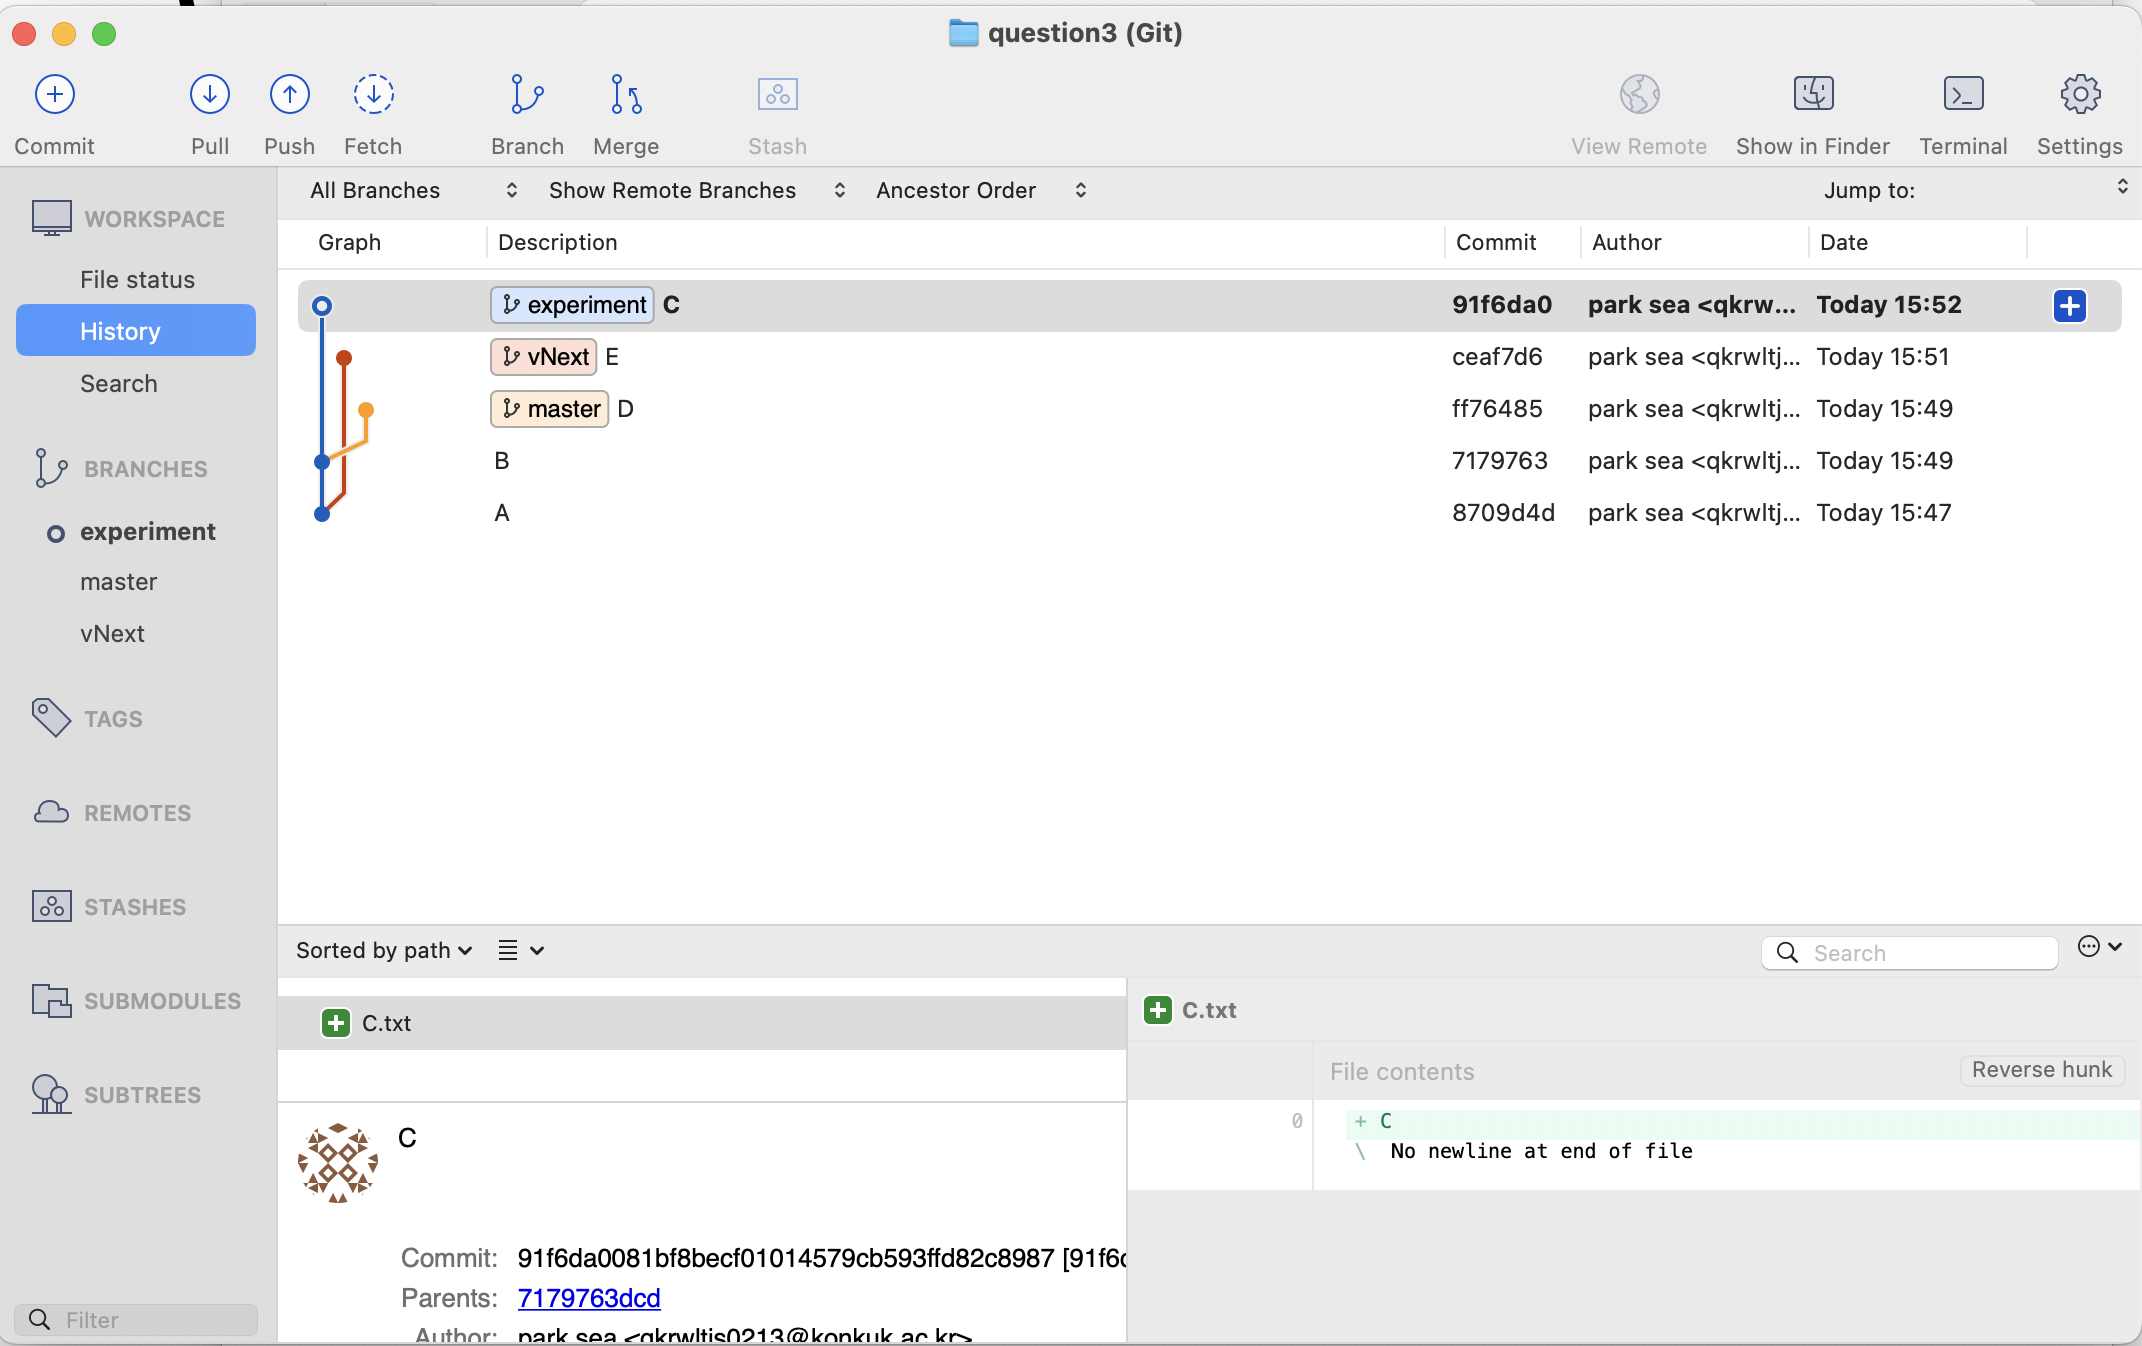 question3 (Git)
Commit Pull Push Fetch Branch Merge Stash View Remote Show in Finder Terminal Settings
All Branches Show Remote Branches Ancestor Order Jump to:
WORKSPACE
File status
History
Search
BRANCHES
experiment
master
vNext
TAGS
REMOTES
STASHES
SUBMODULES
SUBTREES
Filter
Graph Description Commit Author Date
experiment C 91f6da0 park sea <qkrw... Today 15:52
vNext E ceaf7d6 park sea <qkrwltj... Today 15:51
master D ff76485 park sea <qkrwltj... Today 15:49
B 7179763 park sea <qkrwltj... Today 15:49
A 8709d4d park sea <qkrwltj... Today 15:47
Sorted by path Search
C.txt
C
Commit: 91f6da0081bf8becf01014579cb593ffd82c8987 [91f6d
Parents: 7179763dcd
Author: park sea <qkrwltjs0213@konkuk.ac.kr>
C.txt
File contents Reverse hunk
0 + C
\ No newline at end of file